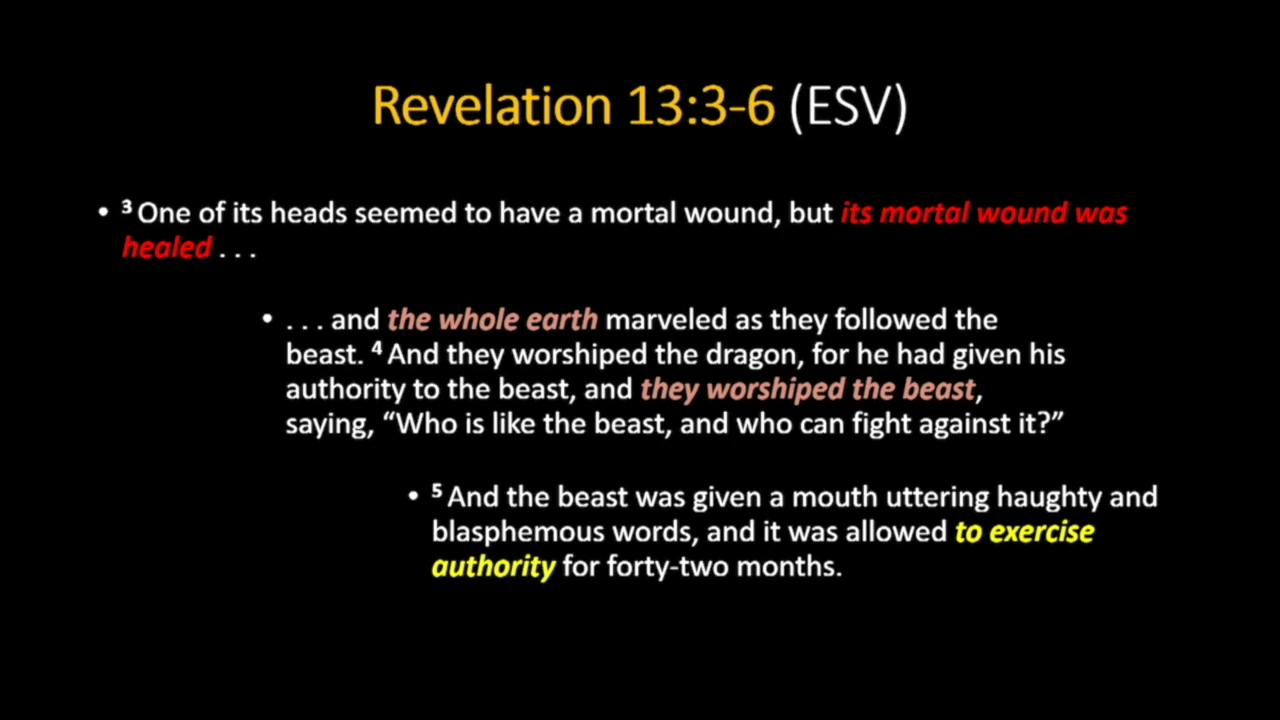 Revelation 13:3-6 (ESV)
• ³ One of its heads seemed to have a mortal wound, but its mortal wound was
healed . . .
• . . . and the whole earth marveled as they followed the
beast. ⁴ And they worshiped the dragon, for he had given his
authority to the beast, and they worshiped the beast,
saying, “Who is like the beast, and who can fight against it?”
• ⁵ And the beast was given a mouth uttering haughty and
blasphemous words, and it was allowed to exercise
authority for forty-two months.